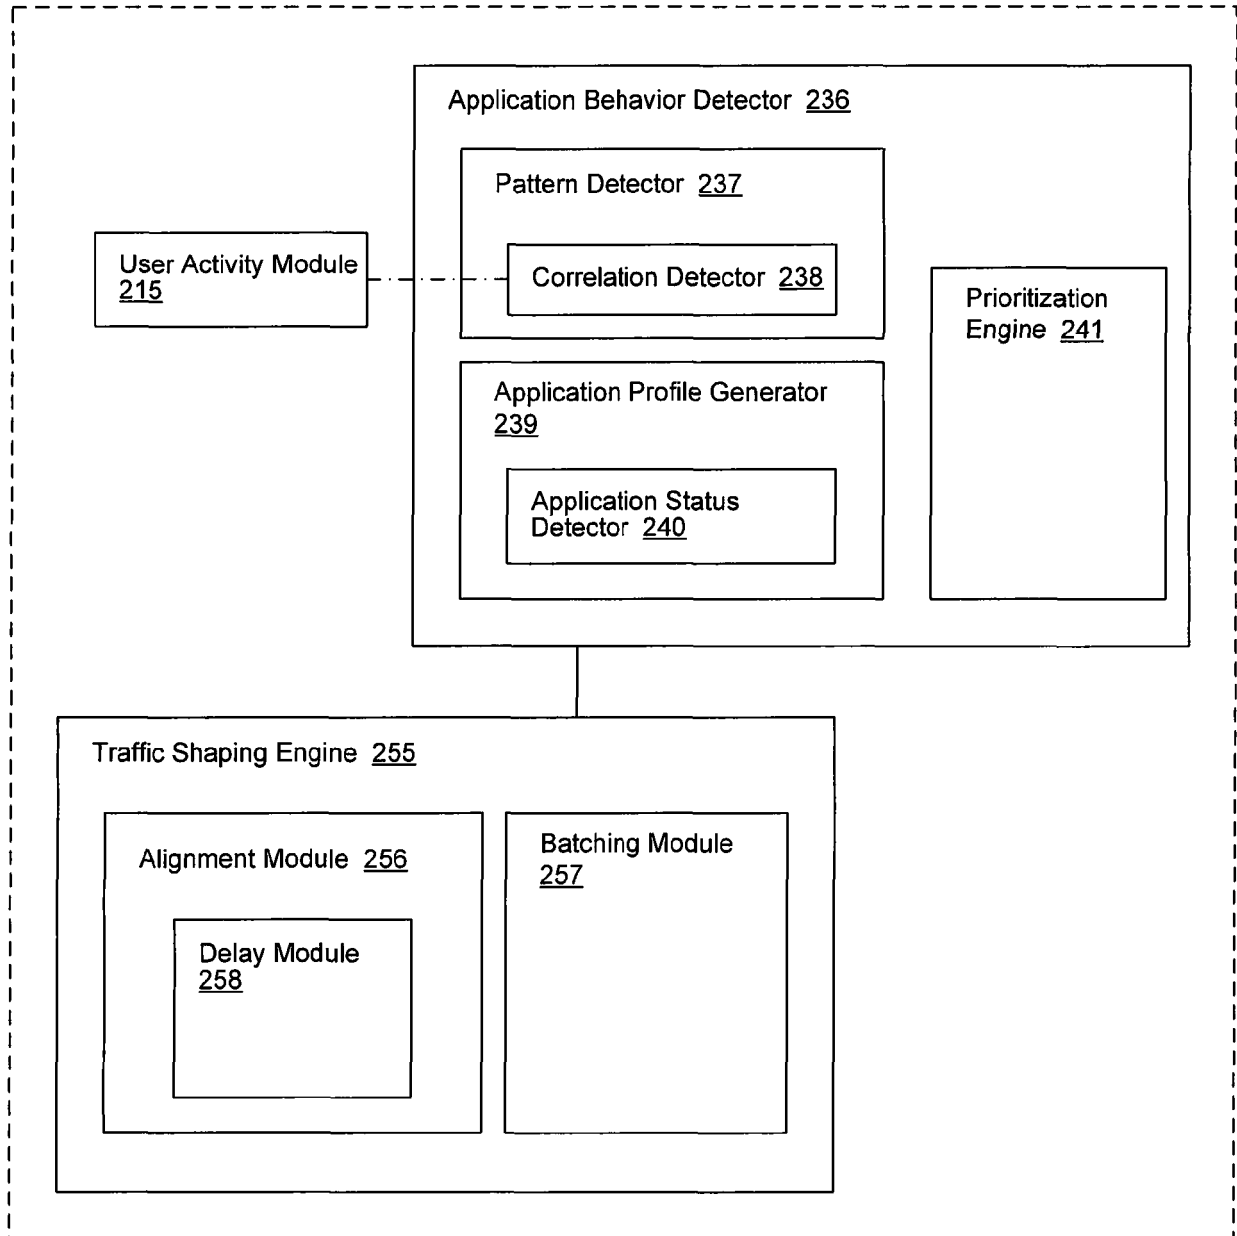 Application Behavior Detector 236
Pattern Detector 237
User Activity Module
215
Correlation Detector 238
Prioritization
Engine 241
Application Profile Generator
239
Application Status
Detector 240
Traffic Shaping Engine 255
Alignment Module 256
Batching Module
257
Delay Module
258